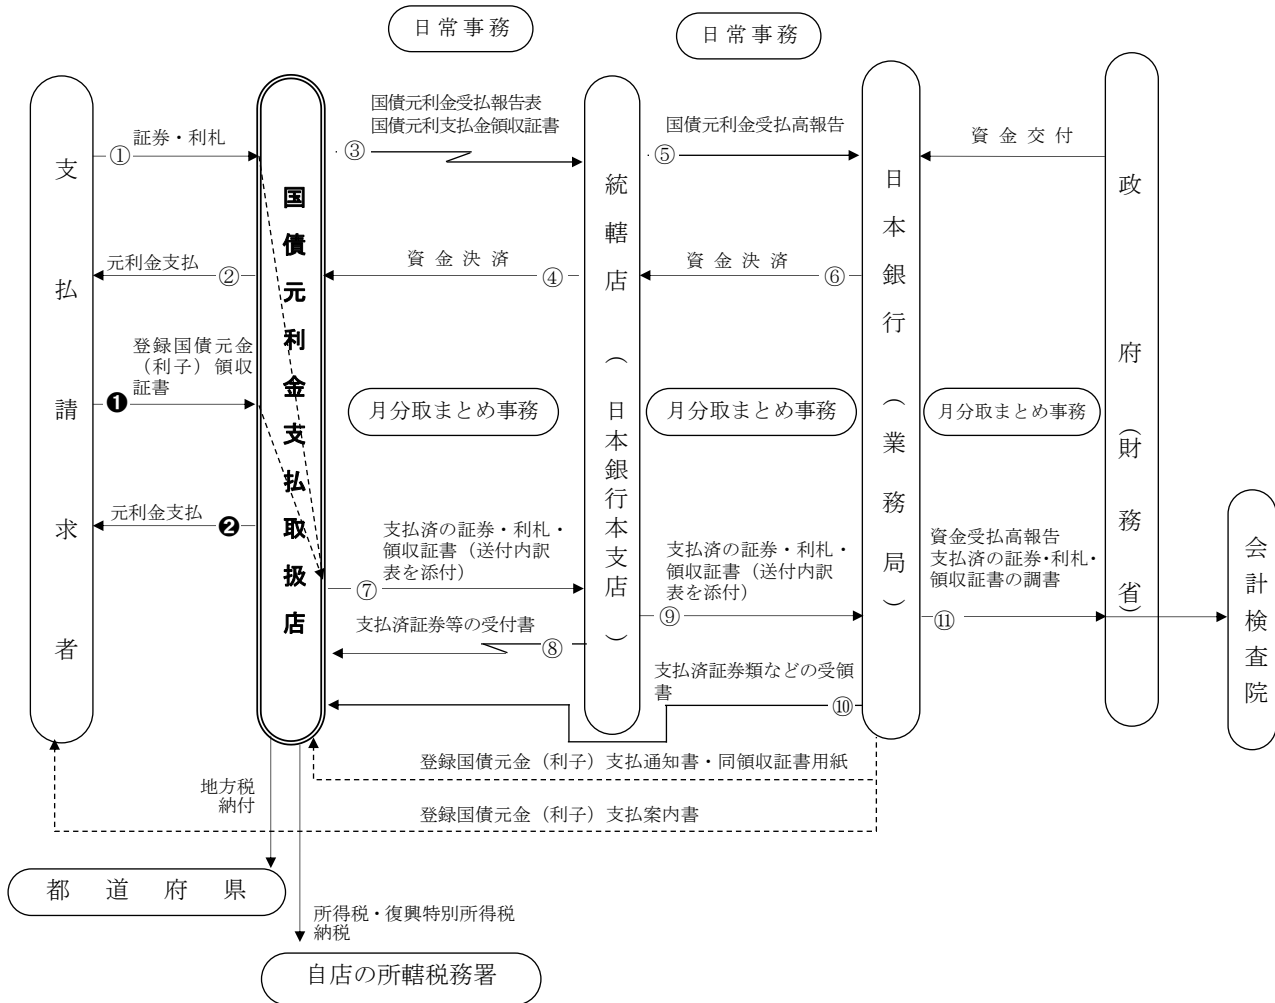 日常事務
日常事務
支払請求者
国債元利金支払取扱店
統轄店（日本銀行本支店）
日本銀行（業務局）
政府（財務省）
会計検査院
① 証券・利札
国債元利金受払報告表
国債元利支払金領収証書
③
国債元利金受払高報告
⑤
資金交付
元利金支払
②
資金決済
④
資金決済
⑥
登録国債元金
（利子）領収
証書
❶
月分取まとめ事務
月分取まとめ事務
月分取まとめ事務
元利金支払
❷
支払済の証券・利札・
領収証書（送付内訳
表を添付）
⑦
支払済の証券・利札・
領収証書（送付内訳
表を添付）
⑨
資金受払高報告
支払済の証券・利札・
領収証書の調書
⑪
支払済証券等の受付書
⑧
支払済証券類などの受領
書
⑩
登録国債元金（利子）支払通知書・同領収証書用紙
登録国債元金（利子）支払案内書
地方税
納付
都道府県
所得税・復興特別所得税
納税
自店の所轄税務署